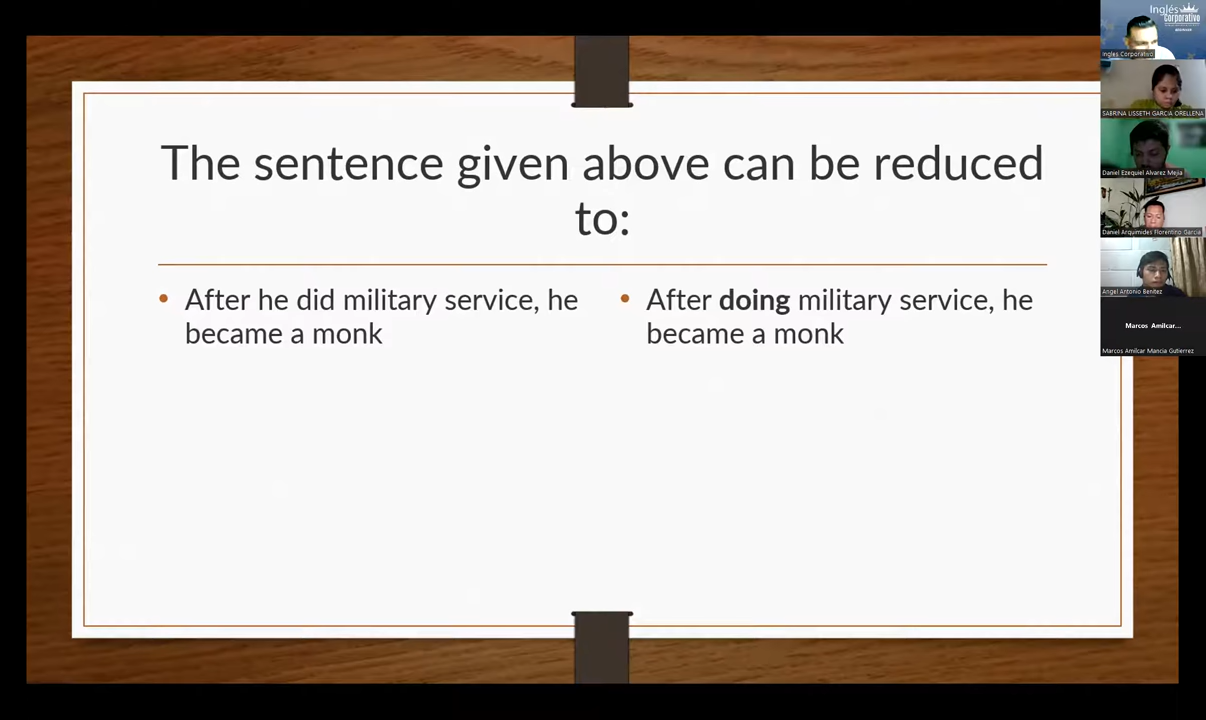 The sentence given above can be reduced
to:
• After he did military service, he
became a monk
• After doing military service, he
became a monk
Inglés
Corporativo
Ingles Corporativo
SABRINA LISSETH GARCIA ORELLENA
Daniel Ezequiel Alvarez Mejia
Daniel Arquimides Florentino Garcia
Angel Antonio Benitez
Marcos Amilcar...
Marcos Amilcar Mancia Gutierrez